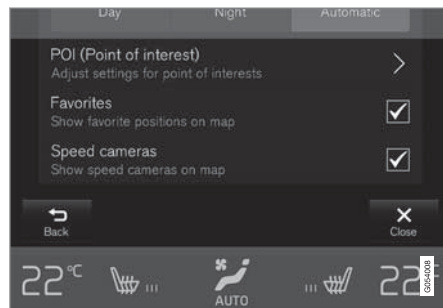 Day Night Automatic
POI (Point of interest)
Adjust settings for point of interests
Favorites
Show favorite positions on map
Speed cameras
Show speed cameras on map
Back Close
22°C AUTO 22
G054008